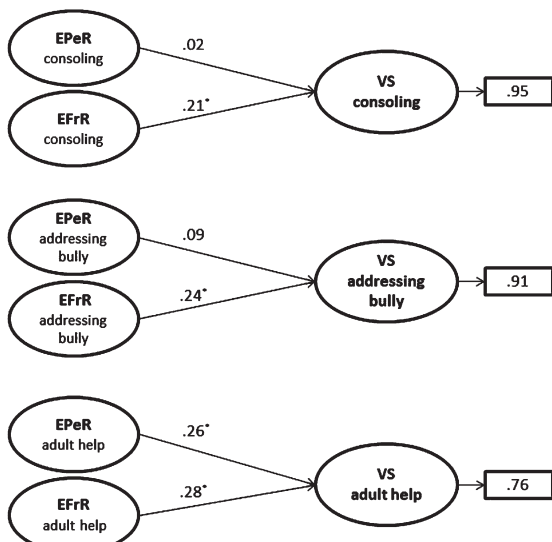 EPeR
consoling
.02
EFrR
consoling
.21*
VS
consoling
.95
EPeR
addressing
bully
.09
EFrR
addressing
bully
.24*
VS
addressing
bully
.91
EPeR
adult help
.26*
EFrR
adult help
.28*
VS
adult help
.76